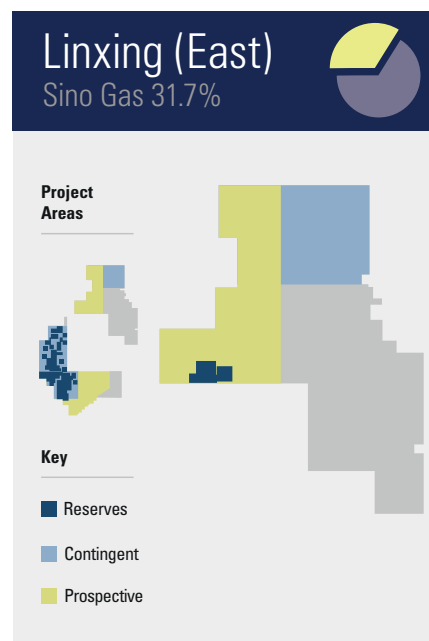 Linxing (East)
Sino Gas 31.7%
Project
Areas
Key
Reserves
Contingent
Prospective